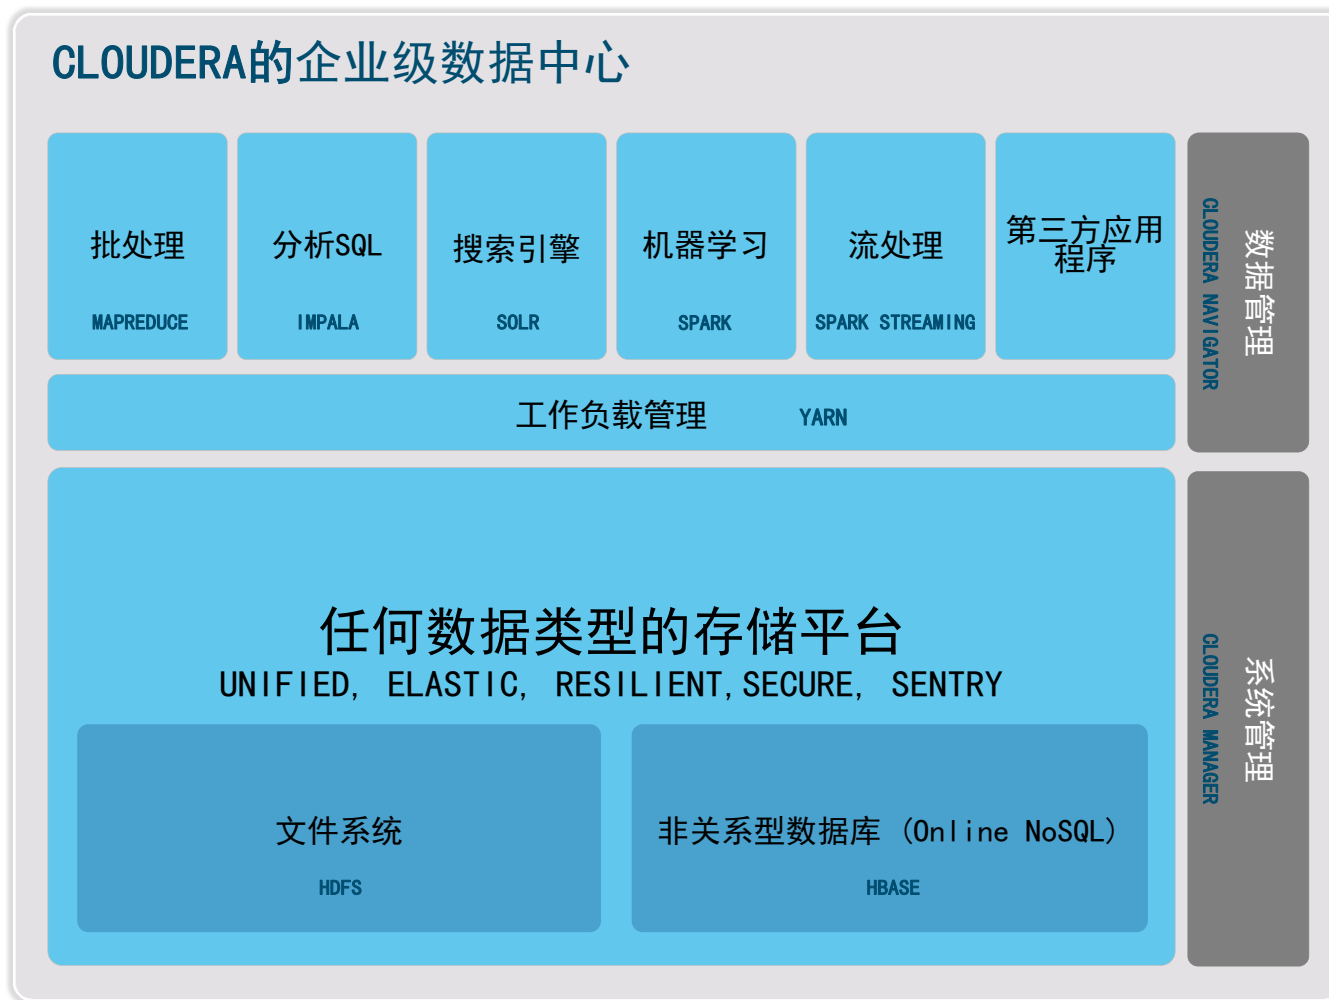 CLOUDERA的企业级数据中心
批处理
MAPREDUCE
分析SQL
IMPALA
搜索引擎
SOLR
机器学习
SPARK
流处理
SPARK STREAMING
第三方应用
程序
工作负载管理 YARN
任何数据类型的存储平台
UNIFIED, ELASTIC, RESILIENT,SECURE, SENTRY
文件系统
HDFS
非关系型数据库 (Online NoSQL)
HBASE
数据管理
CLOUDERA NAVIGATOR
系统管理
CLOUDERA MANAGER